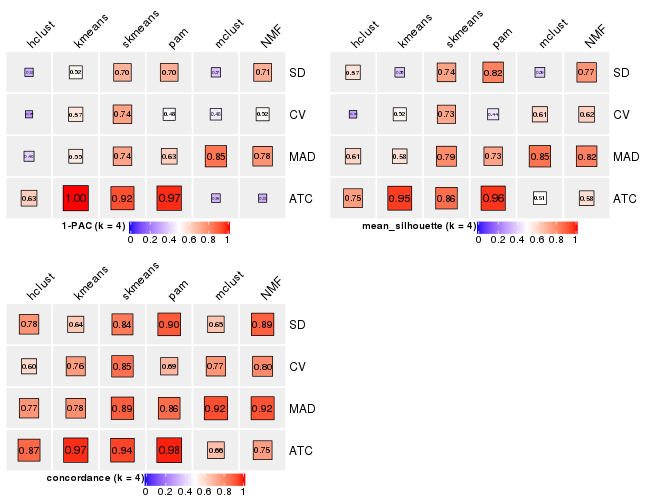 hclust kmeans skmeans pam mclust NMF
0.52 0.70 0.70 0.71 SD
0.57 0.74 0.48 0.48 0.52 CV
0.46 0.55 0.74 0.63 0.85 0.78 MAD
0.63 1.00 0.92 0.97 ATC
1-PAC (k = 4)
0 0.2 0.4 0.6 0.8 1
hclust kmeans skmeans pam mclust NMF
0.57 0.74 0.82 0.77 SD
0.52 0.73 0.44 0.61 0.62 CV
0.61 0.58 0.79 0.73 0.85 0.82 MAD
0.75 0.95 0.86 0.96 0.51 0.58 ATC
mean_silhouette (k = 4)
0 0.2 0.4 0.6 0.8 1
hclust kmeans skmeans pam mclust NMF
0.78 0.64 0.84 0.90 0.65 0.89 SD
0.60 0.76 0.85 0.69 0.77 0.80 CV
0.77 0.78 0.89 0.86 0.92 0.92 MAD
0.87 0.97 0.94 0.98 0.66 0.75 ATC
concordance (k = 4)
0 0.2 0.4 0.6 0.8 1